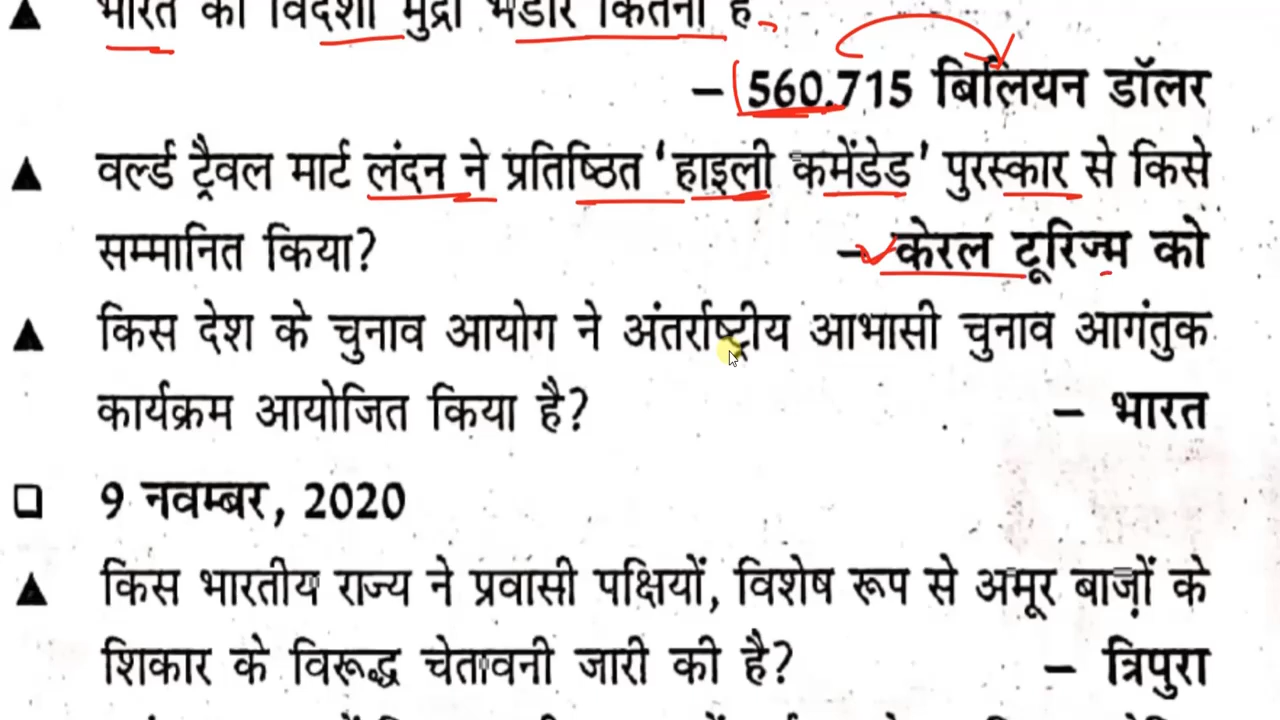 ▲ भारत का विदेशी मुद्रा भंडार कितना है
– 560.715 बिलियन डॉलर
▲ वर्ल्ड ट्रैवल मार्ट लंदन ने प्रतिष्ठित ‘हाइली कमेंडेड’ पुरस्कार से किसे
सम्मानित किया? – केरल टूरिज्म को
▲ किस देश के चुनाव आयोग ने अंतर्राष्ट्रीय आभासी चुनाव आगंतुक
कार्यक्रम आयोजित किया है? – भारत
❑ 9 नवम्बर, 2020
▲ किस भारतीय राज्य ने प्रवासी पक्षियों, विशेष रूप से अमूर बाज़ों के
शिकार के विरूद्ध चेतावनी जारी की है? – त्रिपुरा